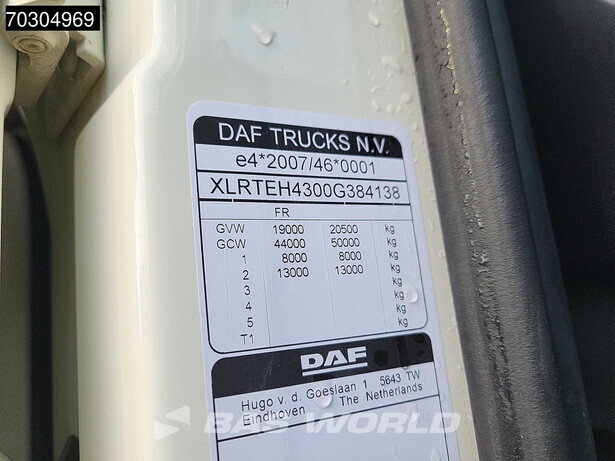 70304969
DAF TRUCKS N.V.
e4*2007/46*0001
XLRTEH4300G384138
FR
GVW 19000 20500 kg
GCW 44000 50000 kg
1 8000 8000 kg
2 13000 13000 kg
3 kg
4 kg
5 kg
T1 kg
DAF
Hugo v. d. Goeslaan 1 5643 TW
Eindhoven The Netherlands
BAS WORLD